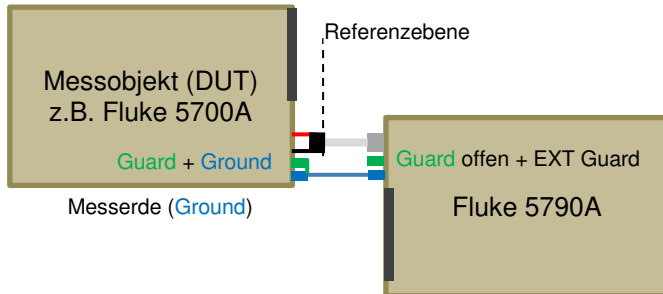 Referenzebene
Messobjekt (DUT)
z.B. Fluke 5700A
Guard + Ground
Guard offen + EXT Guard
Messerde (Ground)
Fluke 5790A